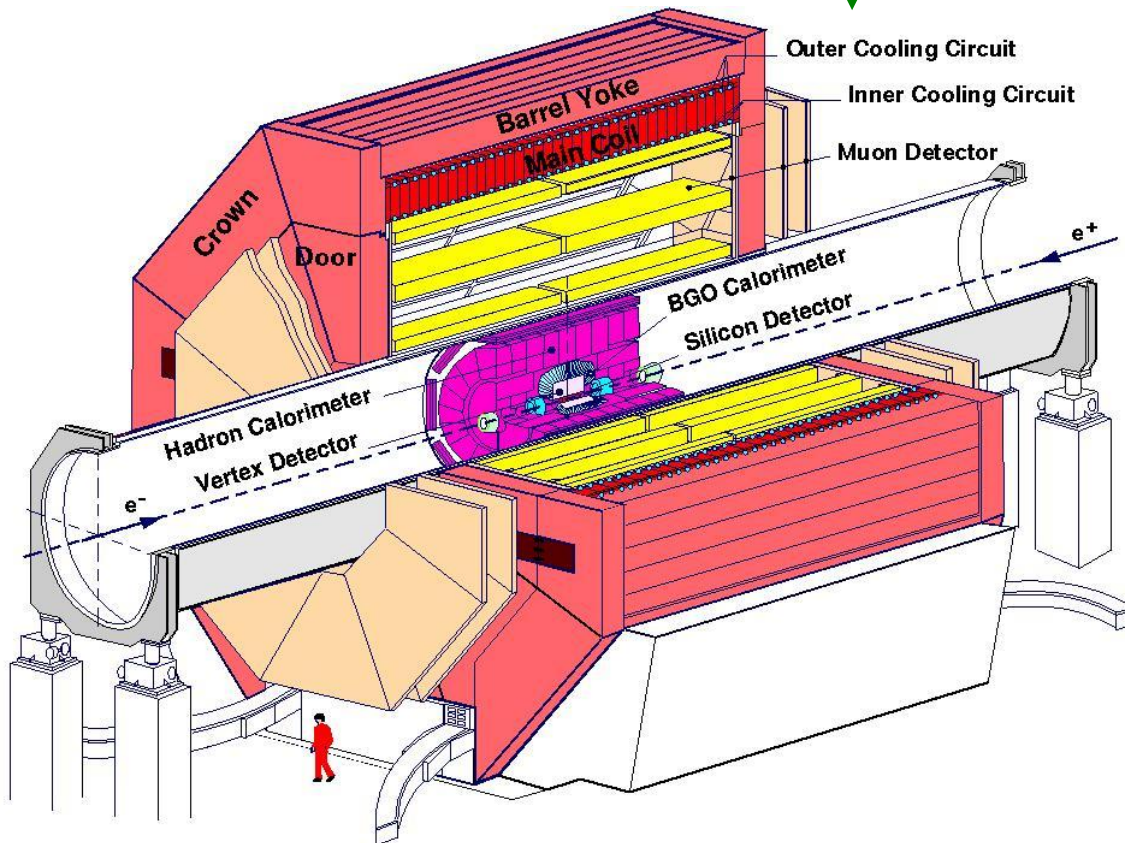 Outer Cooling Circuit
Barrel Yoke
Inner Cooling Circuit
Main Coil
Muon Detector
Crown
Door
e+
BGO Calorimeter
Silicon Detector
Hadron Calorimeter
Vertex Detector
e-